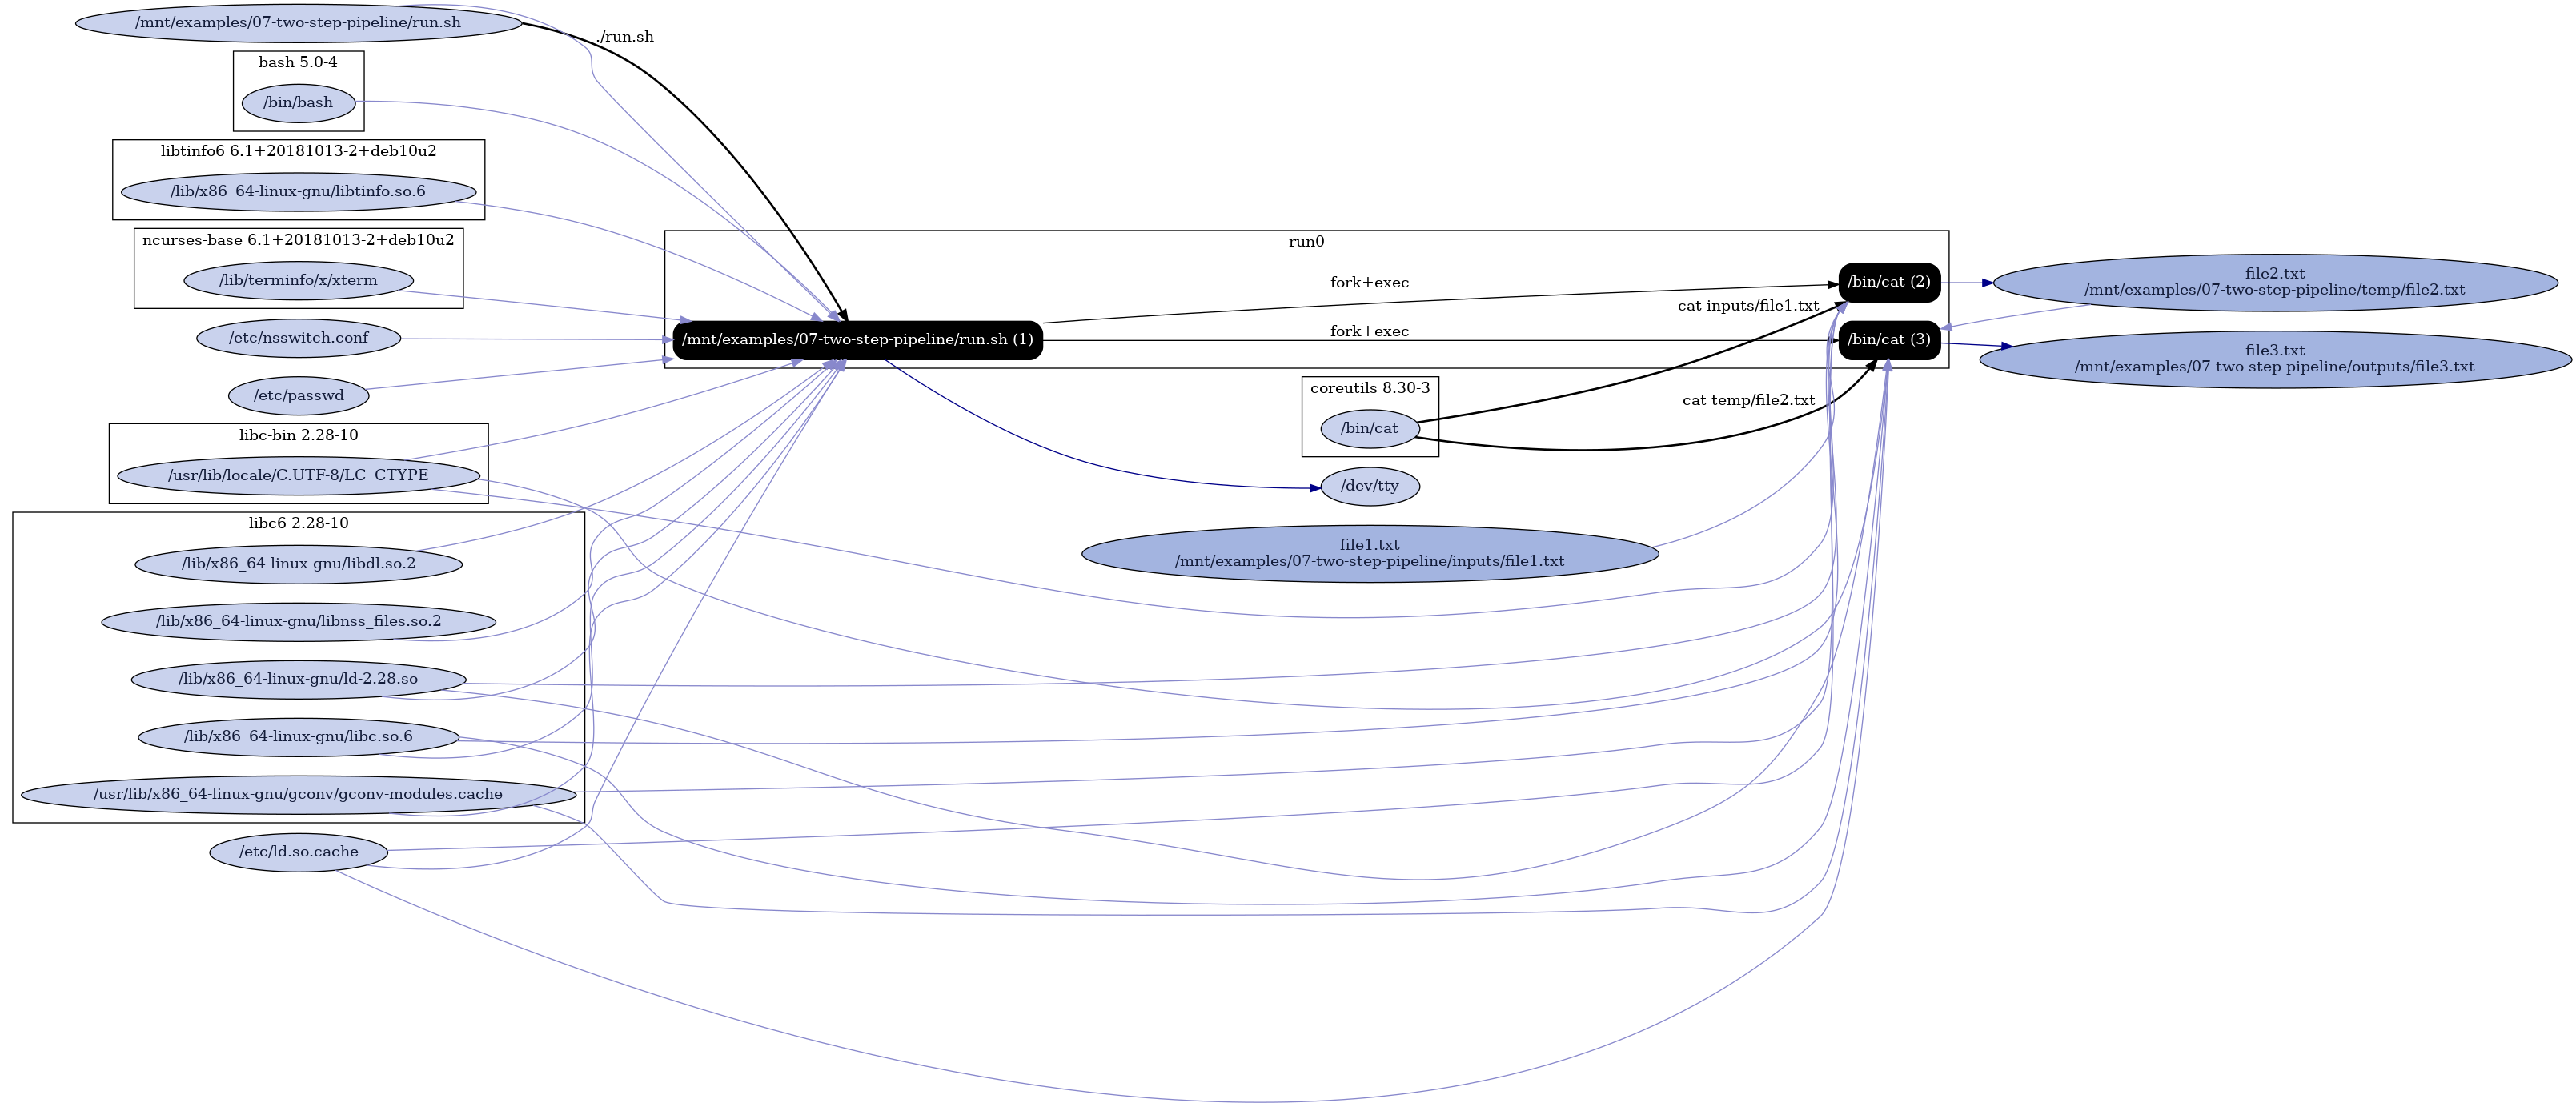 /mnt/examples/07-two-step-pipeline/run.sh
./run.sh
bash 5.0-4
/bin/bash
libtinfo6 6.1+20181013-2+deb10u2
/lib/x86_64-linux-gnu/libtinfo.so.6
ncurses-base 6.1+20181013-2+deb10u2
/lib/terminfo/x/xterm
/etc/nsswitch.conf
/etc/passwd
libc-bin 2.28-10
/usr/lib/locale/C.UTF-8/LC_CTYPE
libc6 2.28-10
/lib/x86_64-linux-gnu/libdl.so.2
/lib/x86_64-linux-gnu/libnss_files.so.2
/lib/x86_64-linux-gnu/ld-2.28.so
/lib/x86_64-linux-gnu/libc.so.6
/usr/lib/x86_64-linux-gnu/gconv/gconv-modules.cache
/etc/ld.so.cache
run0
/mnt/examples/07-two-step-pipeline/run.sh (1)
fork+exec
fork+exec
cat inputs/file1.txt
/bin/cat (2)
/bin/cat (3)
coreutils 8.30-3
/bin/cat
cat temp/file2.txt
/dev/tty
file1.txt
/mnt/examples/07-two-step-pipeline/inputs/file1.txt
file2.txt
/mnt/examples/07-two-step-pipeline/temp/file2.txt
file3.txt
/mnt/examples/07-two-step-pipeline/outputs/file3.txt